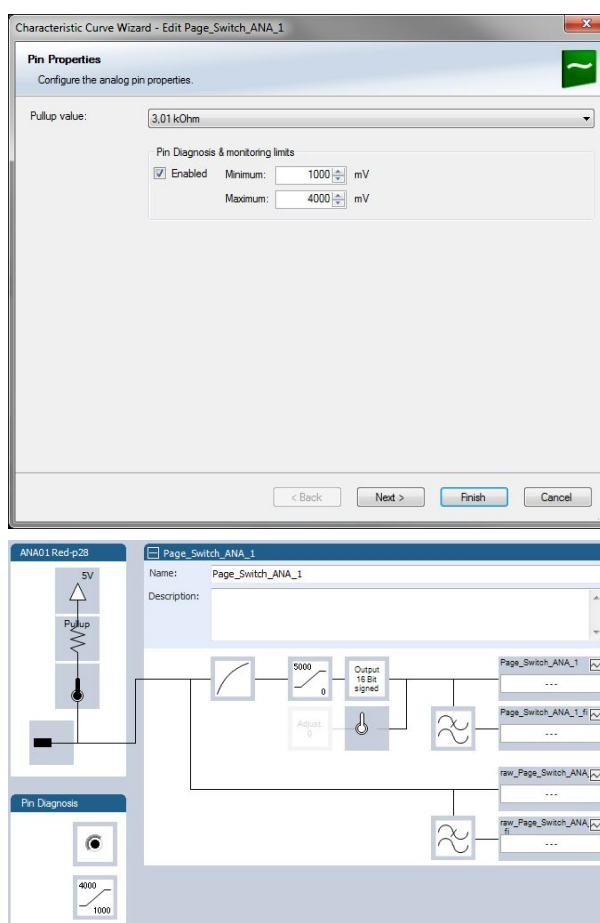 Characteristic Curve Wizard - Edit Page_Switch_ANA_1
Pin Properties
Configure the analog pin properties.
Pullup value:
3,01 kOhm
Pin Diagnosis & monitoring limits
Enabled
Minimum:
1000
mV
Maximum:
4000
mV
< Back
Next >
Finish
Cancel
ANA01 Red-p28
5V
Pullup
Page_Switch_ANA_1
Name:
Page_Switch_ANA_1
Description:
5000
0
Output
16 Bit
signed
Adjust.
0
Page_Switch_ANA_1
---
Page_Switch_ANA_1_fi
---
raw_Page_Switch_ANA_
---
raw_Page_Switch_ANA_
fi
---
Pin Diagnosis
4000
1000